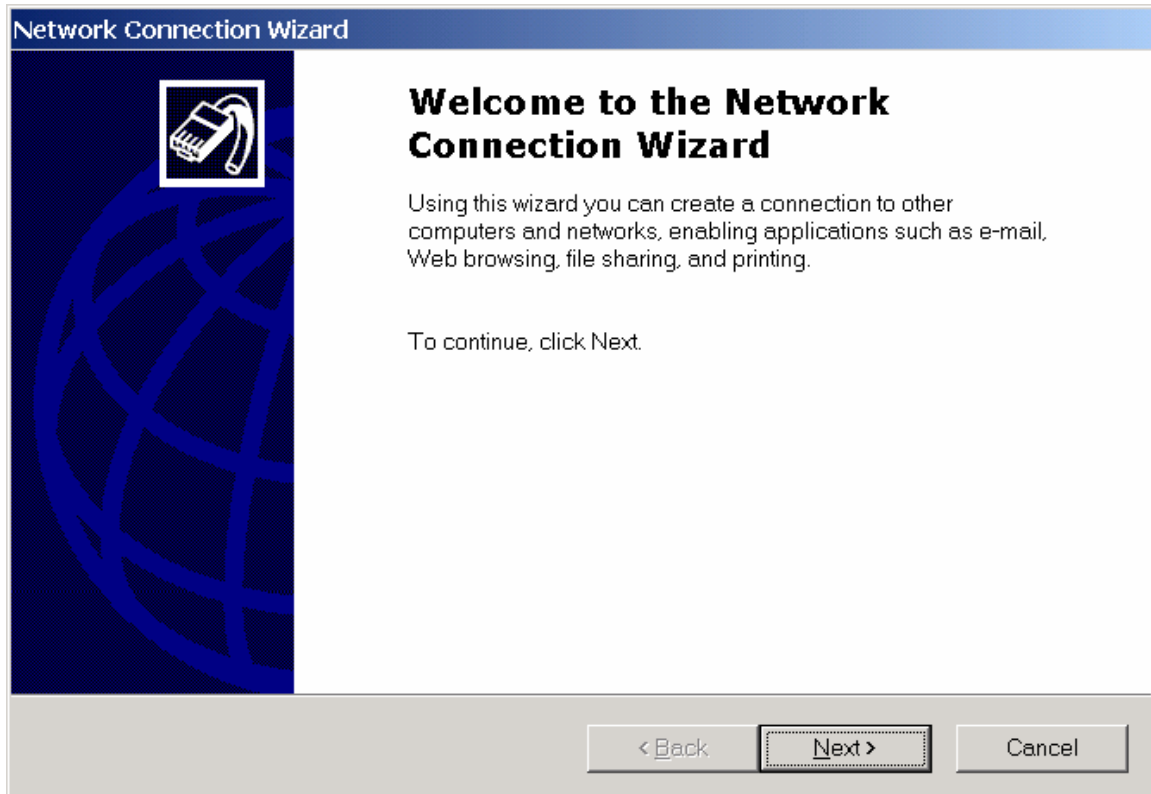 Network Connection Wizard
Welcome to the Network
Connection Wizard
Using this wizard you can create a connection to other
computers and networks, enabling applications such as e-mail,
Web browsing, file sharing, and printing.
To continue, click Next.
< Back Next > Cancel